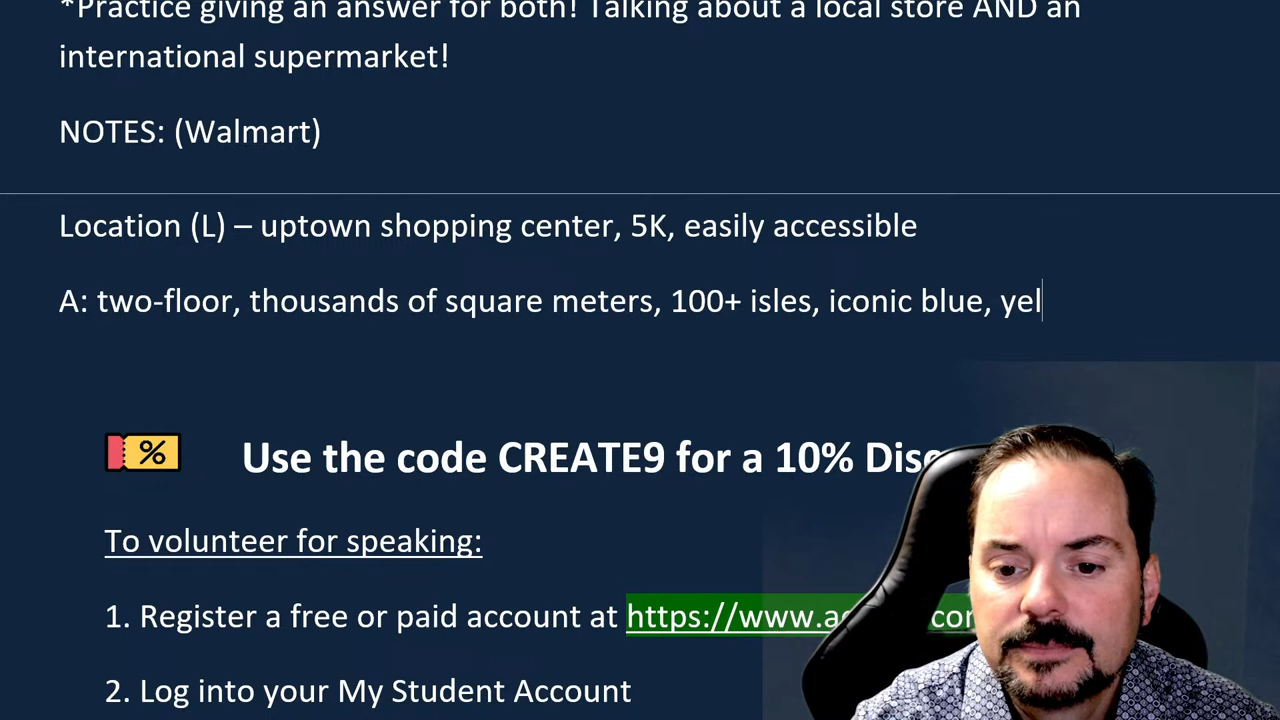 *Practice giving an answer for both! Talking about a local store AND an
international supermarket!
NOTES: (Walmart)
Location (L) – uptown shopping center, 5K, easily accessible
A: two-floor, thousands of square meters, 100+ isles, iconic blue, yel
%
Use the code CREATE9 for a 10%
To volunteer for speaking:
1. Register a free or paid account at
2. Log into your My Student Account